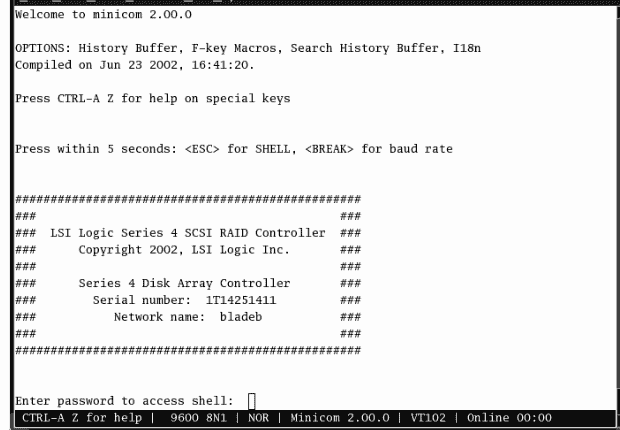 Welcome to minicom 2.00.0
OPTIONS: History Buffer, F-key Macros, Search History Buffer, I18n
Compiled on Jun 23 2002, 16:41:20.
Press CTRL-A Z for help on special keys
Press within 5 seconds: <ESC> for SHELL, <BREAK> for baud rate
#################################################
###                                           ###
###  LSI Logic Series 4 SCSI RAID Controller  ###
###      Copyright 2002, LSI Logic Inc.       ###
###                                           ###
###      Series 4 Disk Array Controller       ###
###        Serial number:  1T14251411         ###
###           Network name:  bladeb           ###
###                                           ###
#################################################
Enter password to access shell:
CTRL-A Z for help |  9600 8N1 | NOR | Minicom 2.00.0 | VT102 | Online 00:00